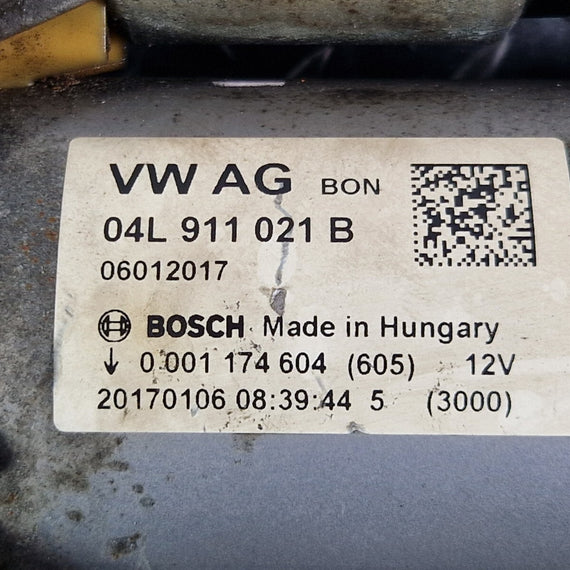 VW AG BON
04L 911 021 B
06012017
BOSCH Made in Hungary
↓ 0 001 174 604 (605) 12V
20170106 08:39:44 5 (3000)